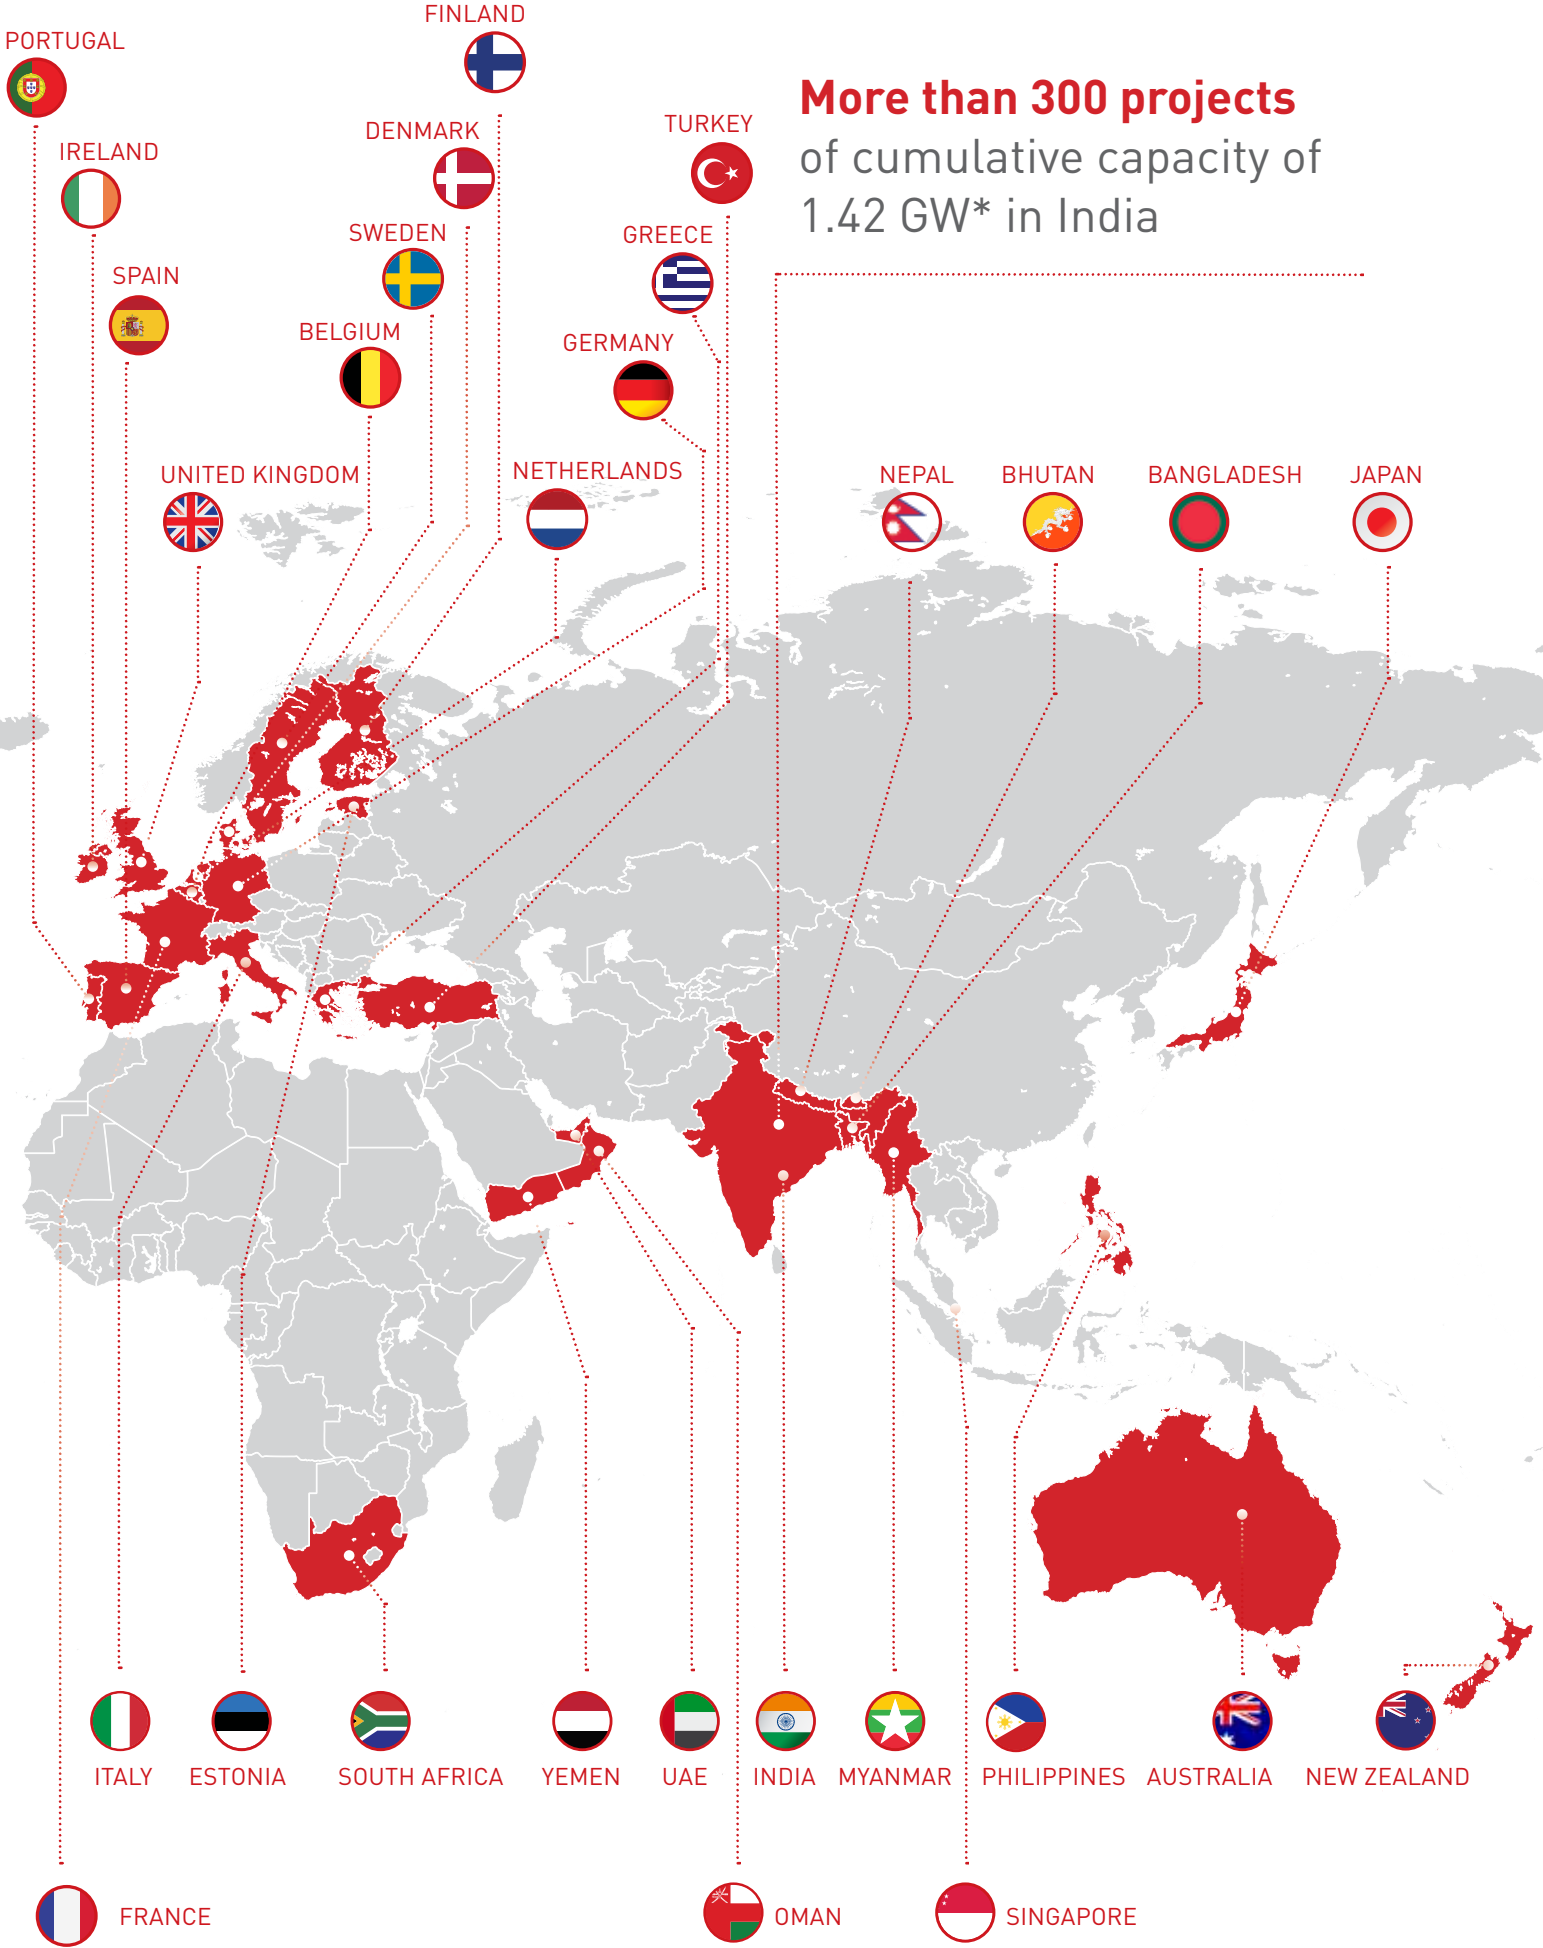 FINLAND
PORTUGAL
More than 300 projects
of cumulative capacity of
1.42 GW* in India
DENMARK
TURKEY
IRELAND
SWEDEN
GREECE
SPAIN
BELGIUM
GERMANY
UNITED KINGDOM
NETHERLANDS
NEPAL
BHUTAN
BANGLADESH
JAPAN
ITALY
ESTONIA
SOUTH AFRICA
YEMEN
UAE
INDIA
MYANMAR
PHILIPPINES
AUSTRALIA
NEW ZEALAND
FRANCE
OMAN
SINGAPORE